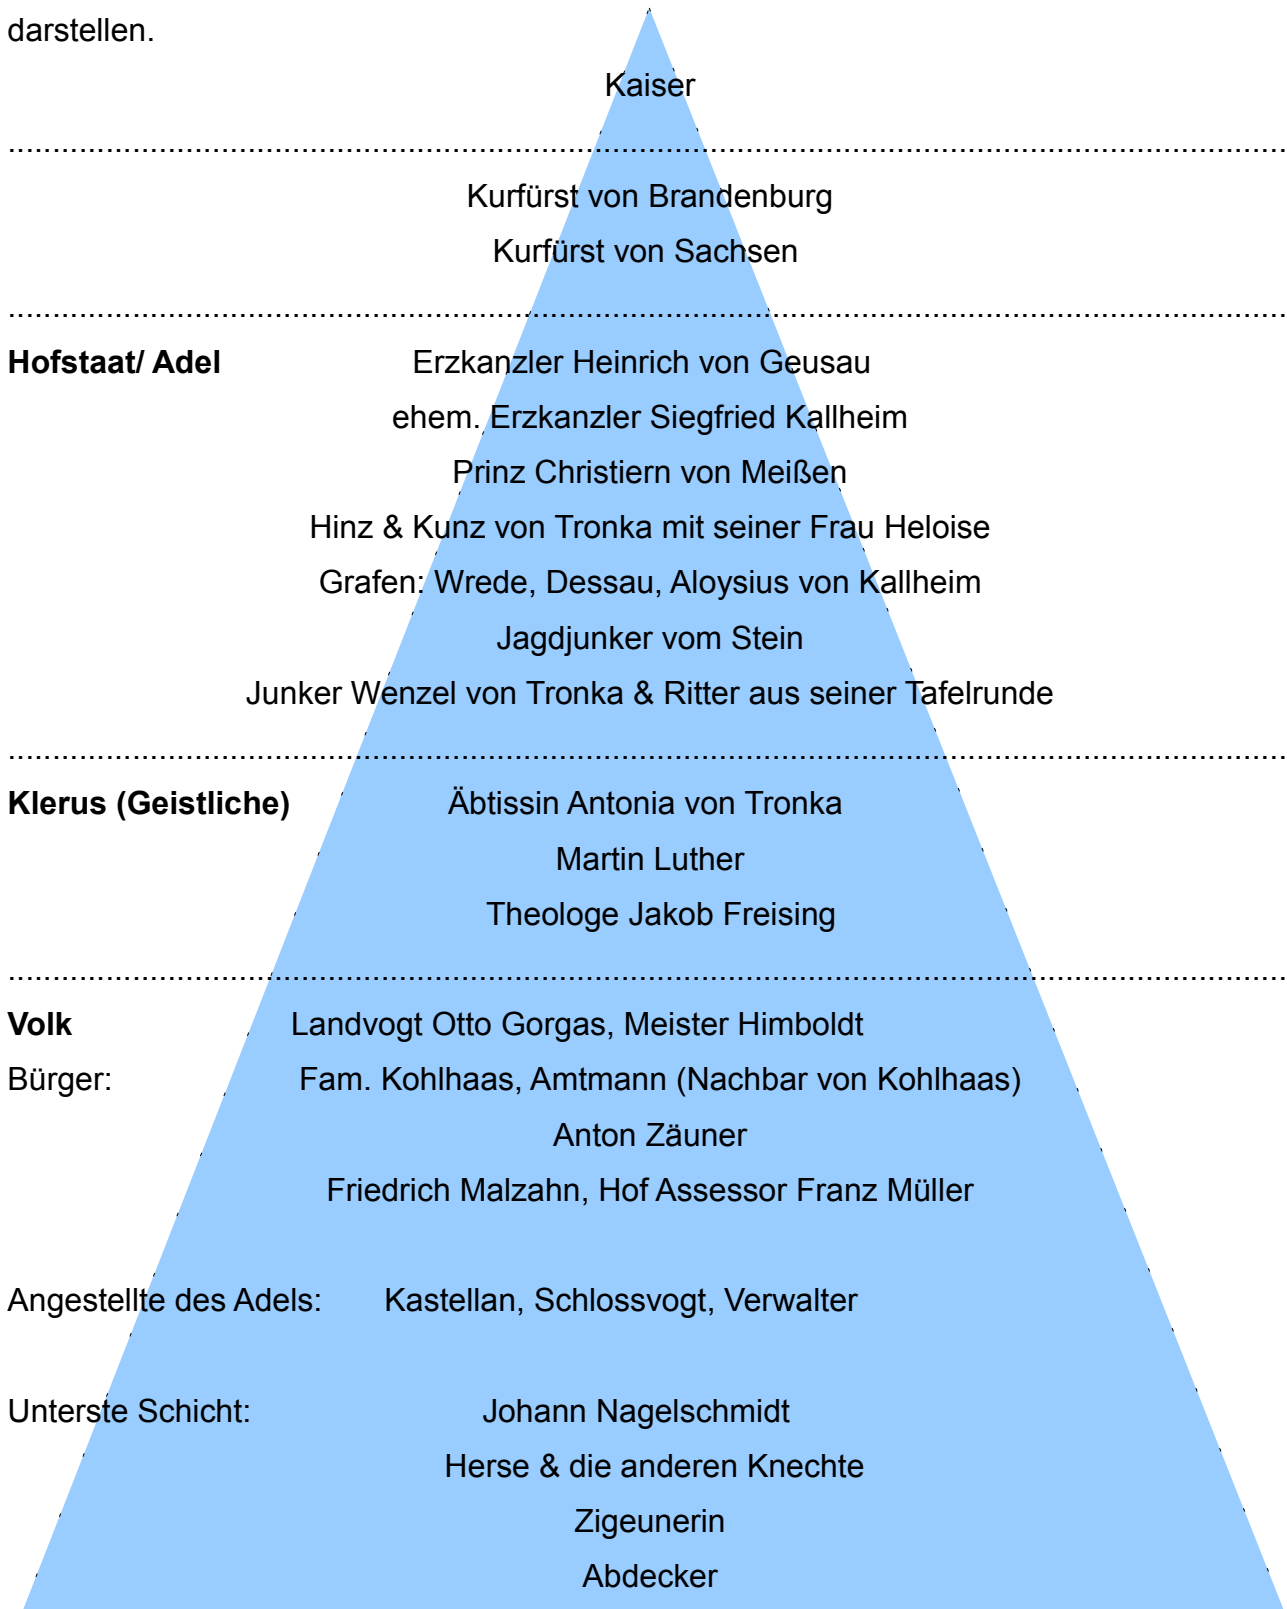 darstellen.
Kaiser
Kurfürst von Brandenburg
Kurfürst von Sachsen
Hofstaat/ Adel Erzkanzler Heinrich von Geusau
ehem. Erzkanzler Siegfried Kallheim
Prinz Christiern von Meißen
Hinz & Kunz von Tronka mit seiner Frau Heloise
Grafen: Wrede, Dessau, Aloysius von Kallheim
Jagdjunker vom Stein
Junker Wenzel von Tronka & Ritter aus seiner Tafelrunde
Klerus (Geistliche) Äbtissin Antonia von Tronka
Martin Luther
Theologe Jakob Freising
Volk Landvogt Otto Gorgas, Meister Himboldt
Bürger: Fam. Kohlhaas, Amtmann (Nachbar von Kohlhaas)
Anton Zäuner
Friedrich Malzahn, Hof Assessor Franz Müller
Angestellte des Adels: Kastellan, Schlossvogt, Verwalter
Unterste Schicht: Johann Nagelschmidt
Herse & die anderen Knechte
Zigeunerin
Abdecker